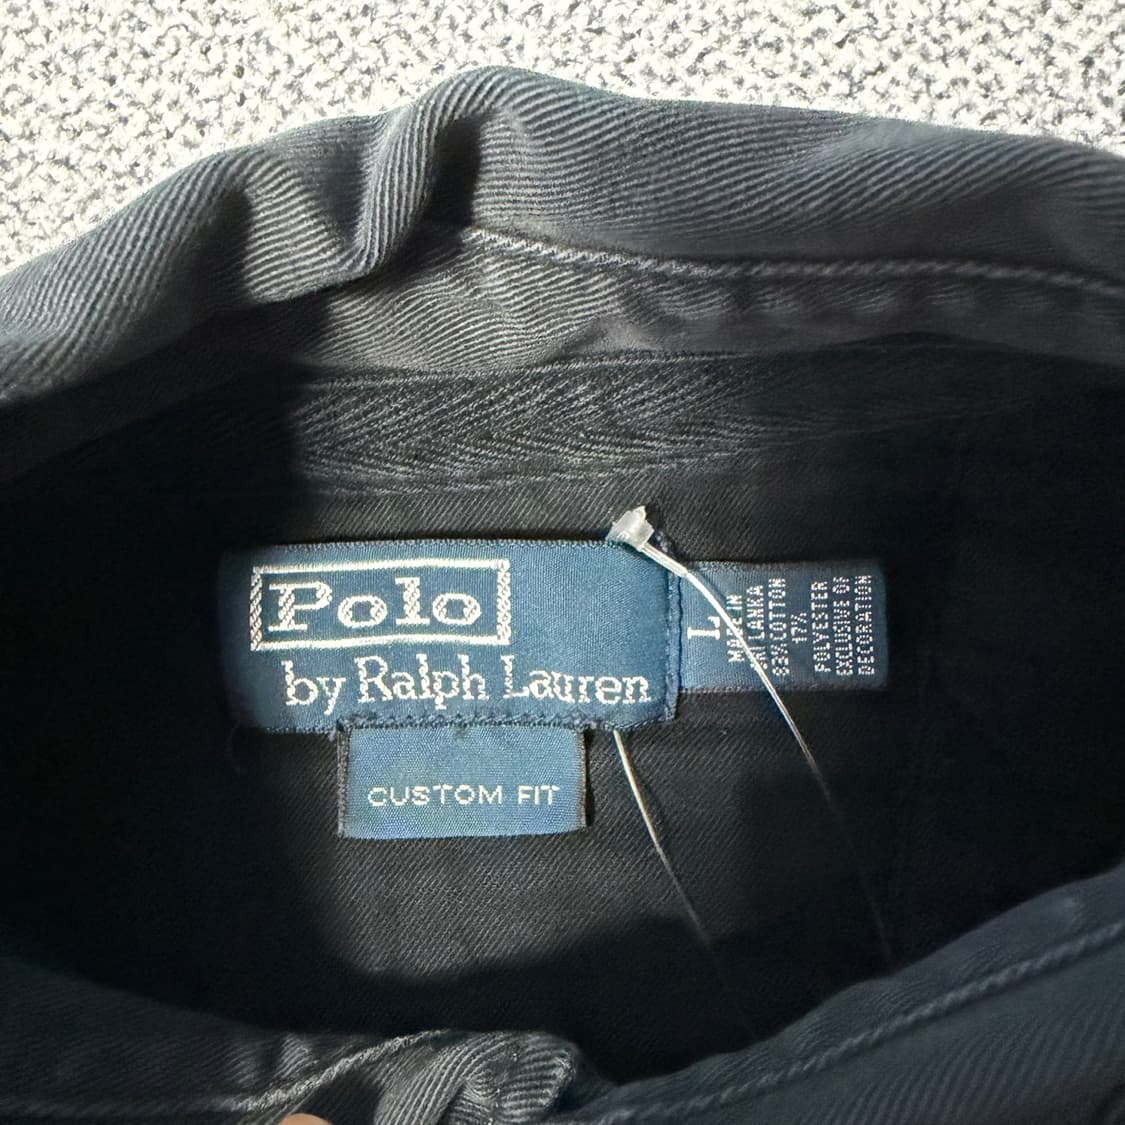 Polo
by Ralph Lauren
CUSTOM FIT
L
MADE IN
SRI LANKA
83% COTTON
17%
POLYESTER
EXCLUSIVE OF
DECORATION